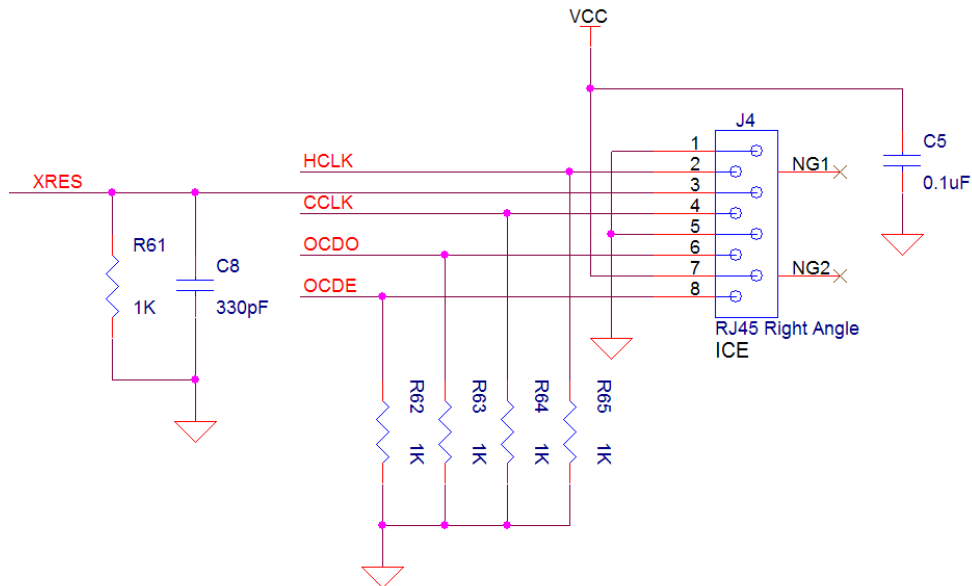 VCC
J4
1
2
3
4
5
6
7
8
HCLK
XRES
CCLK
OCDO
OCDE
NG1
NG2
C5
0.1uF
R61
1K
C8
330pF
RJ45 Right Angle
ICE
R62
1K
R63
1K
R64
1K
R65
1K